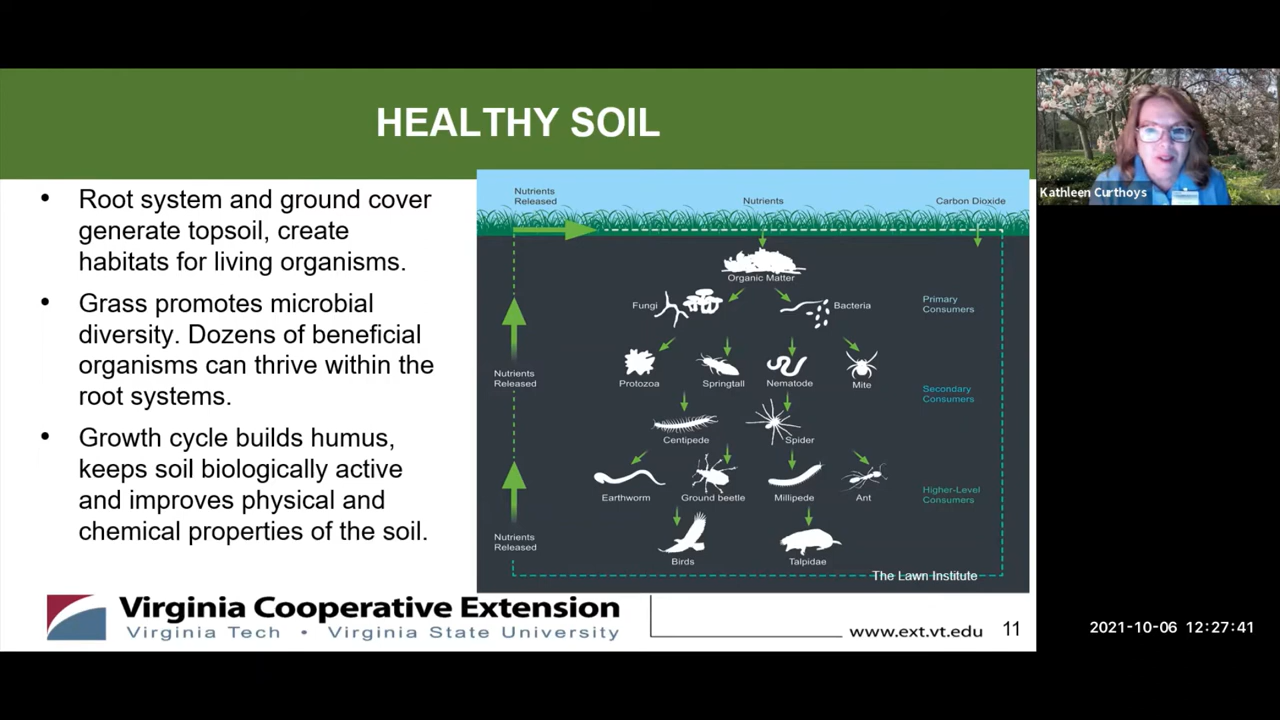 HEALTHY SOIL
• Root system and ground cover
generate topsoil, create
habitats for living organisms.
• Grass promotes microbial
diversity. Dozens of beneficial
organisms can thrive within the
root systems.
• Growth cycle builds humus,
keeps soil biologically active
and improves physical and
chemical properties of the soil.
Nutrients
Released
Nutrients
Carbon Dioxide
Organic Matter
Fungi
Bacteria
Primary
Consumers
Nutrients
Released
Protozoa
Springtall
Nematode
Mite
Secondary
Consumers
Centipede
Spider
Earthworm
Ground beetle
Millipede
Ant
Higher-Level
Consumers
Nutrients
Released
Birds
Talpidae
The Lawn Institute
Virginia Cooperative Extension
Virginia Tech • Virginia State University
www.ext.vt.edu
11
Kathleen Curthoys
2021-10-06 12:27:41